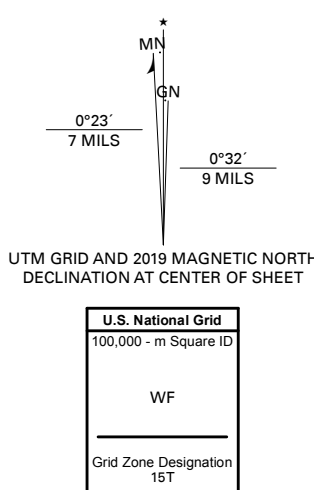 MN
GN
0°23´
7 MILS
0°32´
9 MILS
UTM GRID AND 2019 MAGNETIC NORTH
DECLINATION AT CENTER OF SHEET
U.S. National Grid
100,000 - m Square ID
WF
Grid Zone Designation
15T